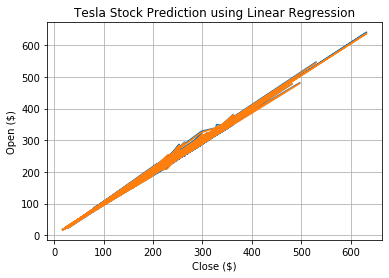 Tesla Stock Prediction using Linear Regression
600
500
400
300
200
100
0
Open ($)
0 100 200 300 400 500 600
Close ($)